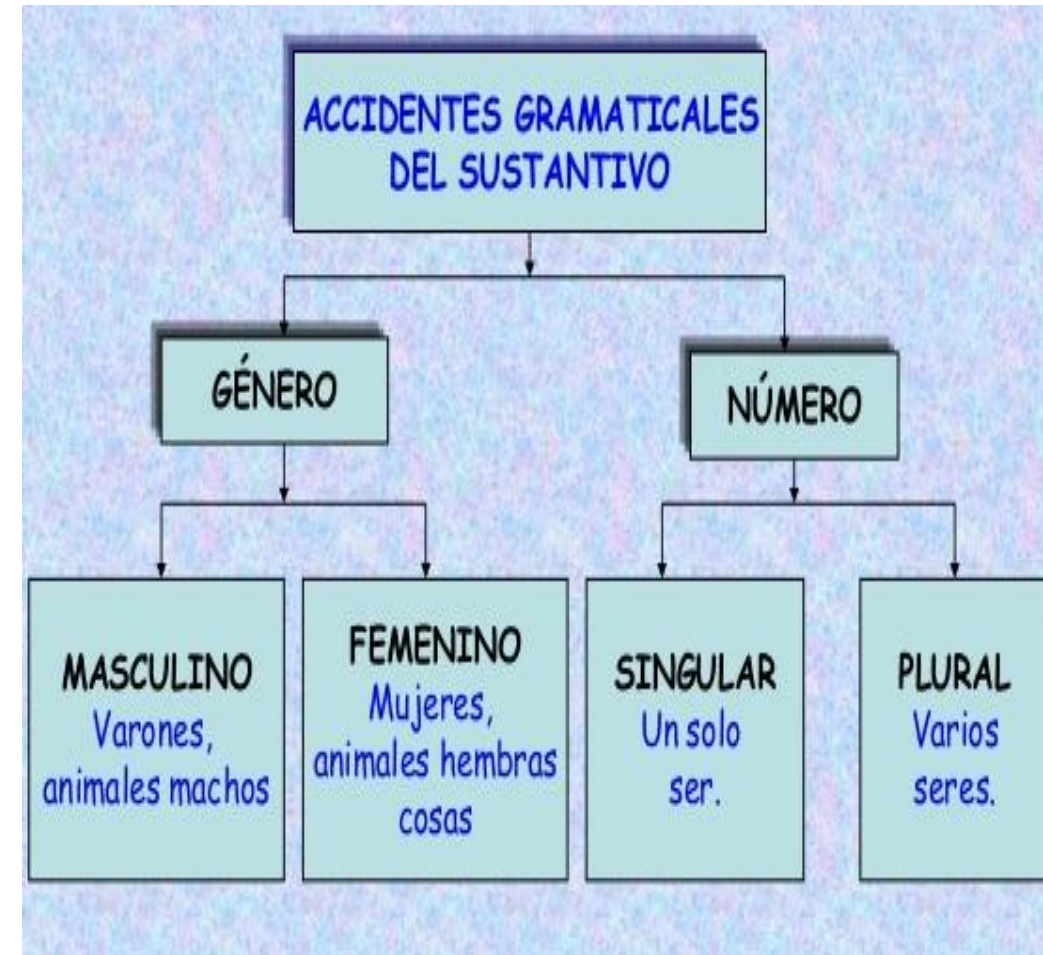 ACCIDENTES GRAMATICALES
DEL SUSTANTIVO
GÉNERO
NÚMERO
MASCULINO
Varones,
animales machos
FEMENINO
Mujeres,
animales hembras
cosas
SINGULAR
Un solo
ser.
PLURAL
Varios
seres.